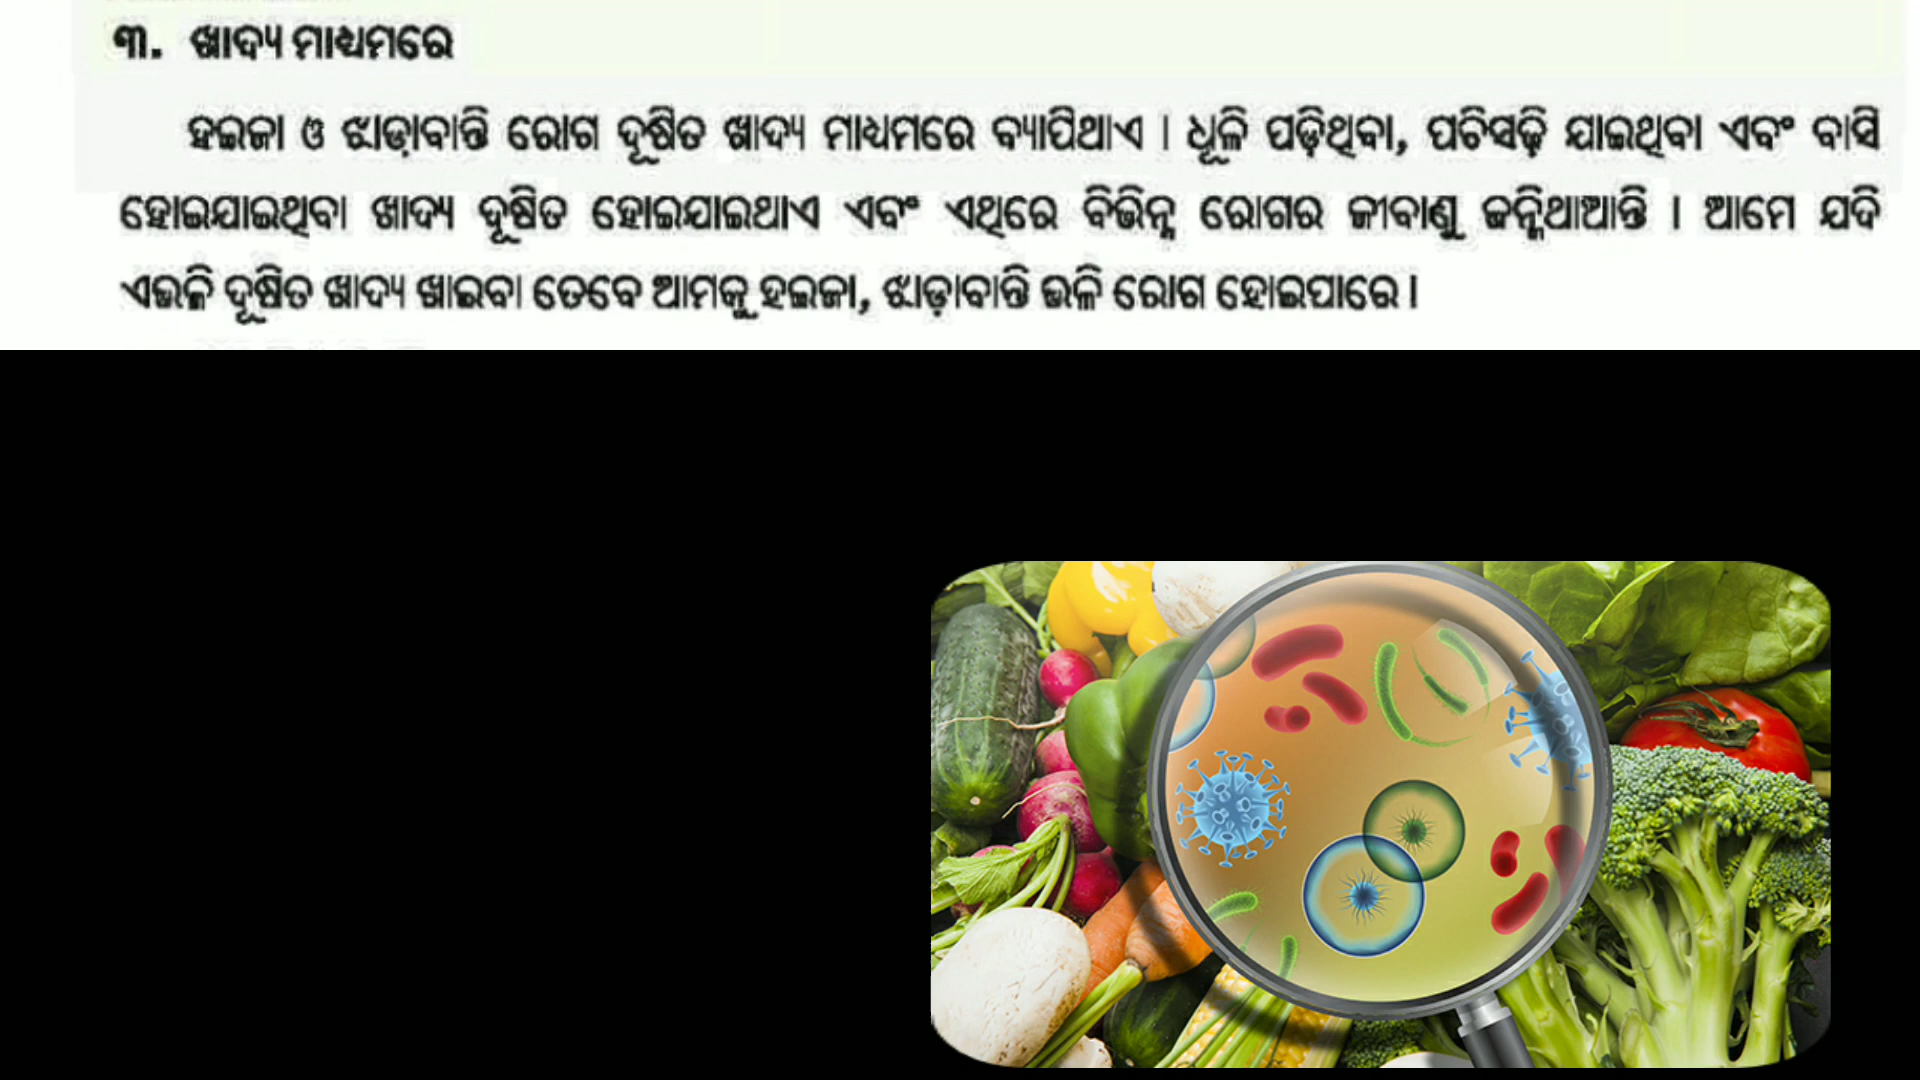 ୩. ଖାଦ୍ୟ ମାଧ୍ୟମରେ
ହଇଜା ଓ ଝାଡ଼ାବାନ୍ତି ରୋଗ ଦୂଷିତ ଖାଦ୍ୟ ମାଧ୍ୟମରେ ବ୍ୟାପିଥାଏ । ଧୂଳି ପଡ଼ିଥିବା, ପଚିସଢ଼ି ଯାଇଥିବା ଏବଂ ବାସି
ହୋଇଯାଇଥିବା ଖାଦ୍ୟ ଦୂଷିତ ହୋଇଯାଇଥାଏ ଏବଂ ଏଥିରେ ବିଭିନ୍ନ ରୋଗର ଜୀବାଣୁ ଜନ୍ମିଥାଆନ୍ତି । ଆମେ ଯଦି
ଏଭଳି ଦୂଷିତ ଖାଦ୍ୟ ଖାଇବା ତେବେ ଆମକୁ ହଇଜା, ଝାଡ଼ାବାନ୍ତି ଭଳି ରୋଗ ହୋଇପାରେ ।